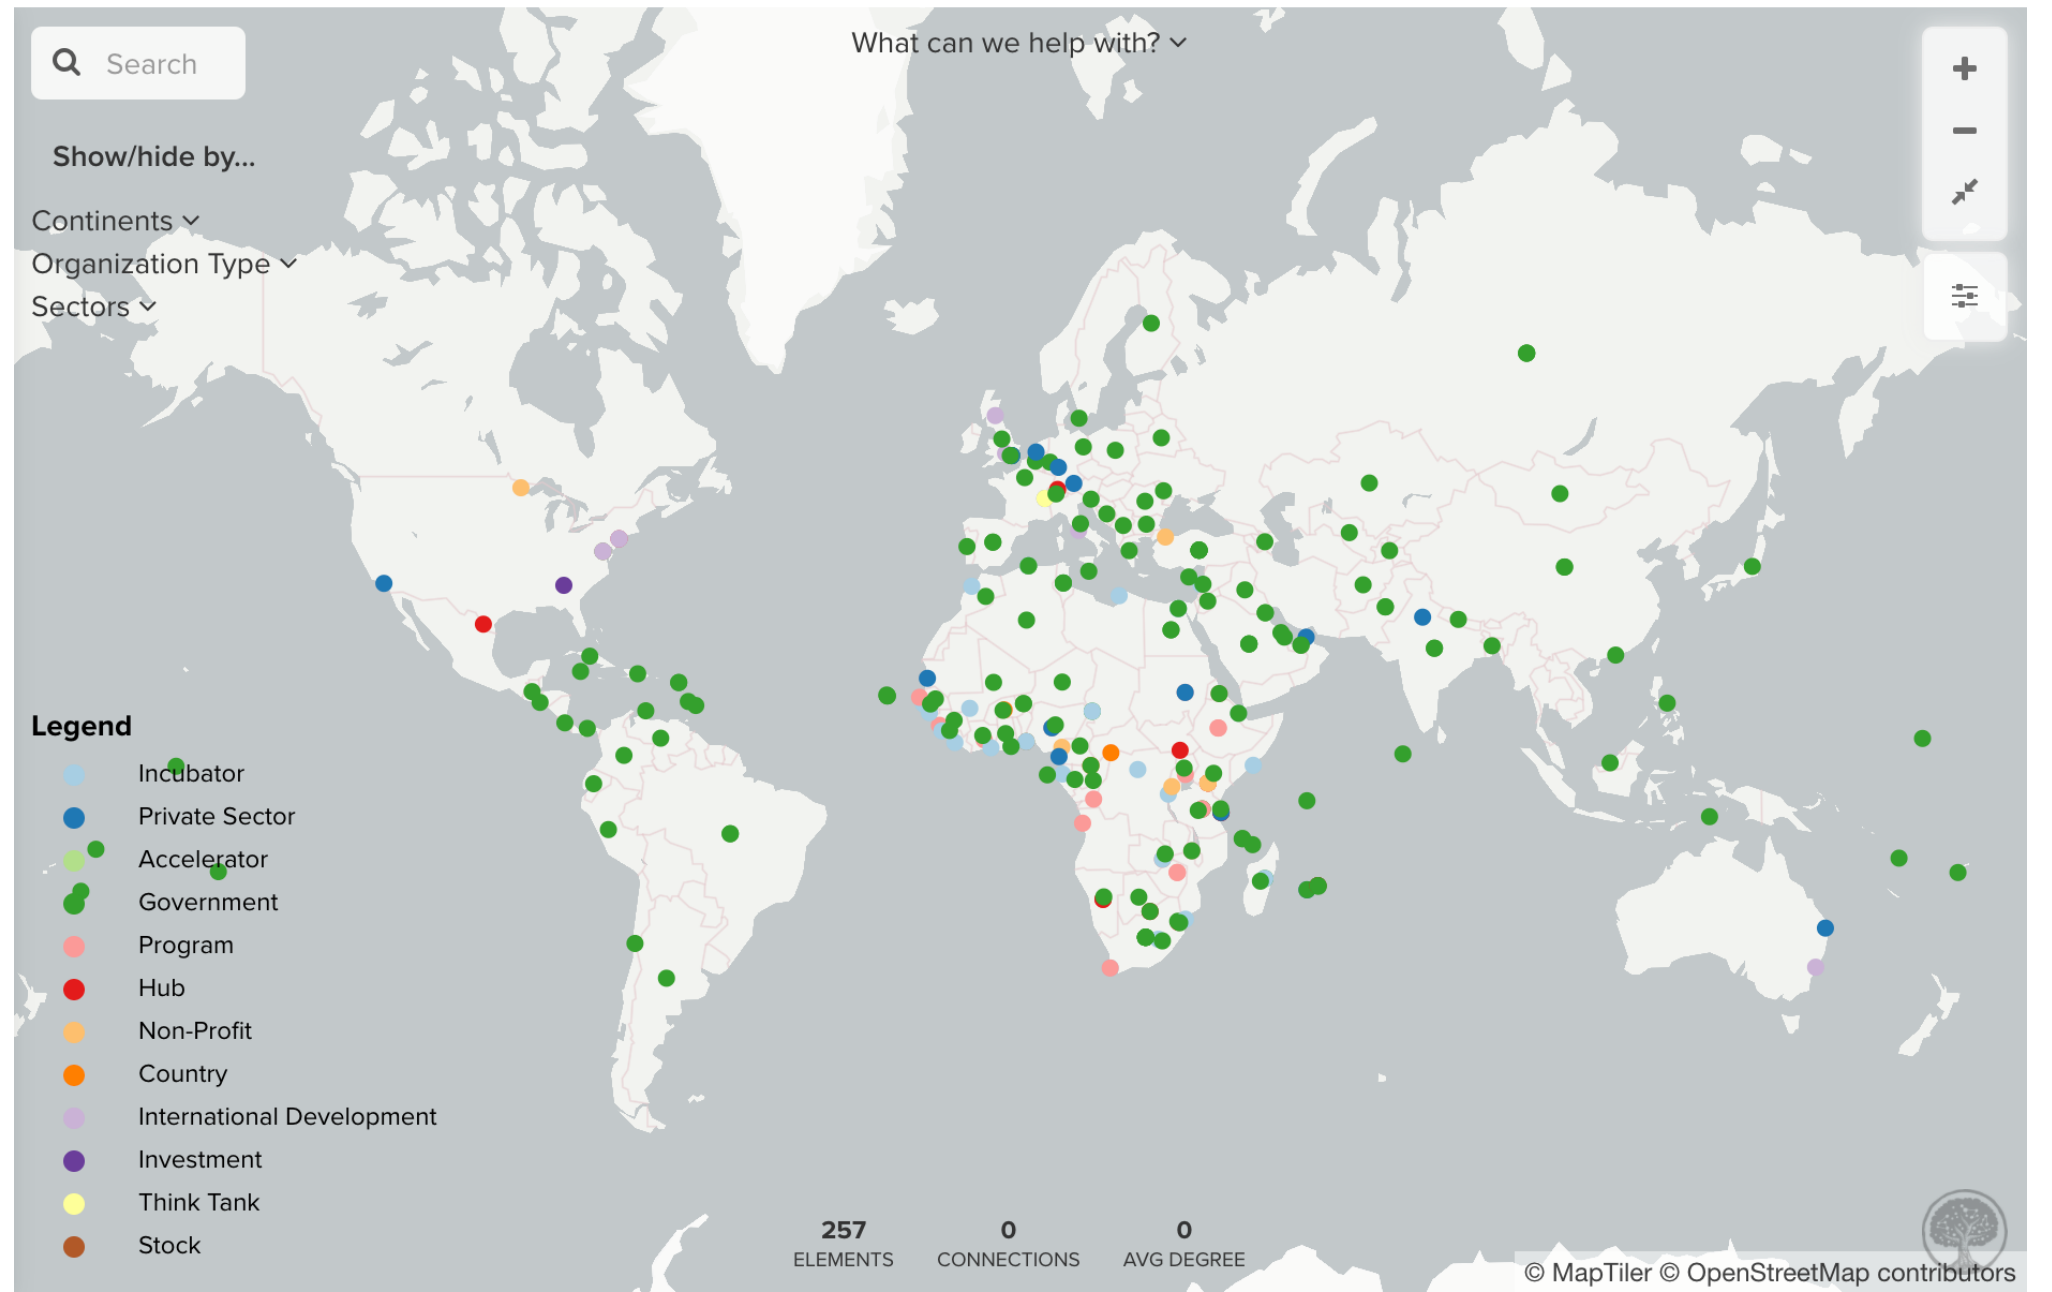 Search
What can we help with?
Show/hide by...
Continents
Organization Type
Sectors
Legend
Incubator
Private Sector
Accelerator
Government
Program
Hub
Non-Profit
Country
International Development
Investment
Think Tank
Stock
257 0 0
ELEMENTS CONNECTIONS AVG DEGREE
© MapTiler © OpenStreetMap contributors